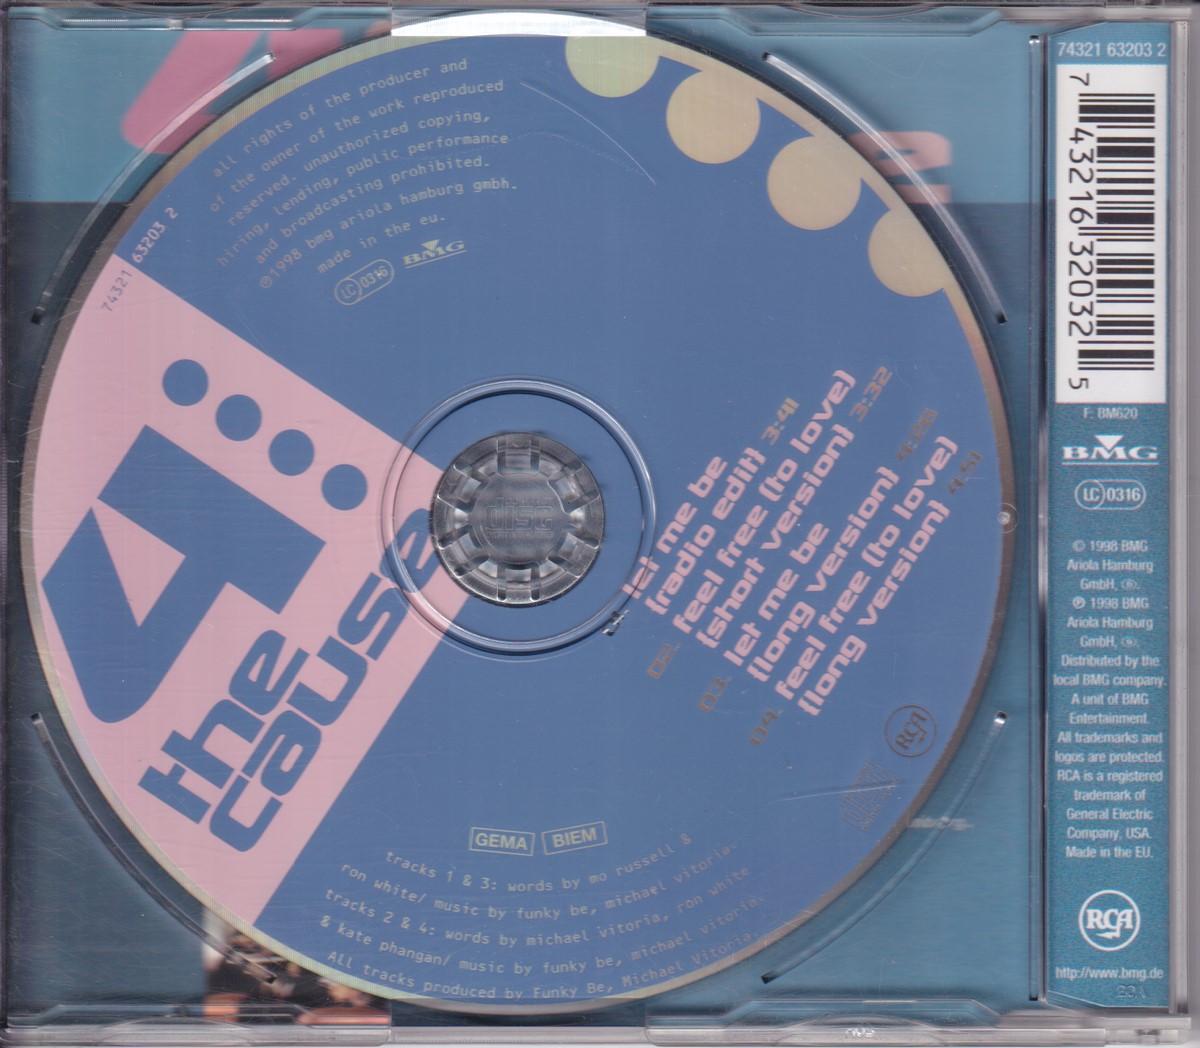 all rights of the producer and
of the owner of the work reproduced
reserved. unauthorized copying,
hiring, lending, public performance
and broadcasting prohibited.
℗1998 bmg ariola hamburg gmbh.
made in the eu.
LC 0316
BMG
74321 63203 2
4
the
cause
disc
let me be
(radio edit) 3:41
02. feel free (to love)
(short version) 3:32
03. let me be
(long version)
04. feel free (to love)
(long version) 4:51
RCA
GEMA BIEM
tracks 1 & 3: words by mo russell &
ron white/ music by funky be, michael vitoria.
tracks 2 & 4: words by michael vitoria, ron white
& kate phangan/ music by funky be, michael vitoria.
All tracks produced by Funky Be, Michael Vitoria.
74321 63203 2
7 43216 32032 5
F: BM620
BMG
LC 0316
© 1998 BMG
Ariola Hamburg
GmbH,
℗ 1998 BMG
Ariola Hamburg
GmbH,
Distributed by the
local BMG company.
A unit of BMG
Entertainment.
All trademarks and
logos are protected.
RCA is a registered
trademark of
General Electric
Company, USA.
Made in the EU.
RCA
http://www.bmg.de